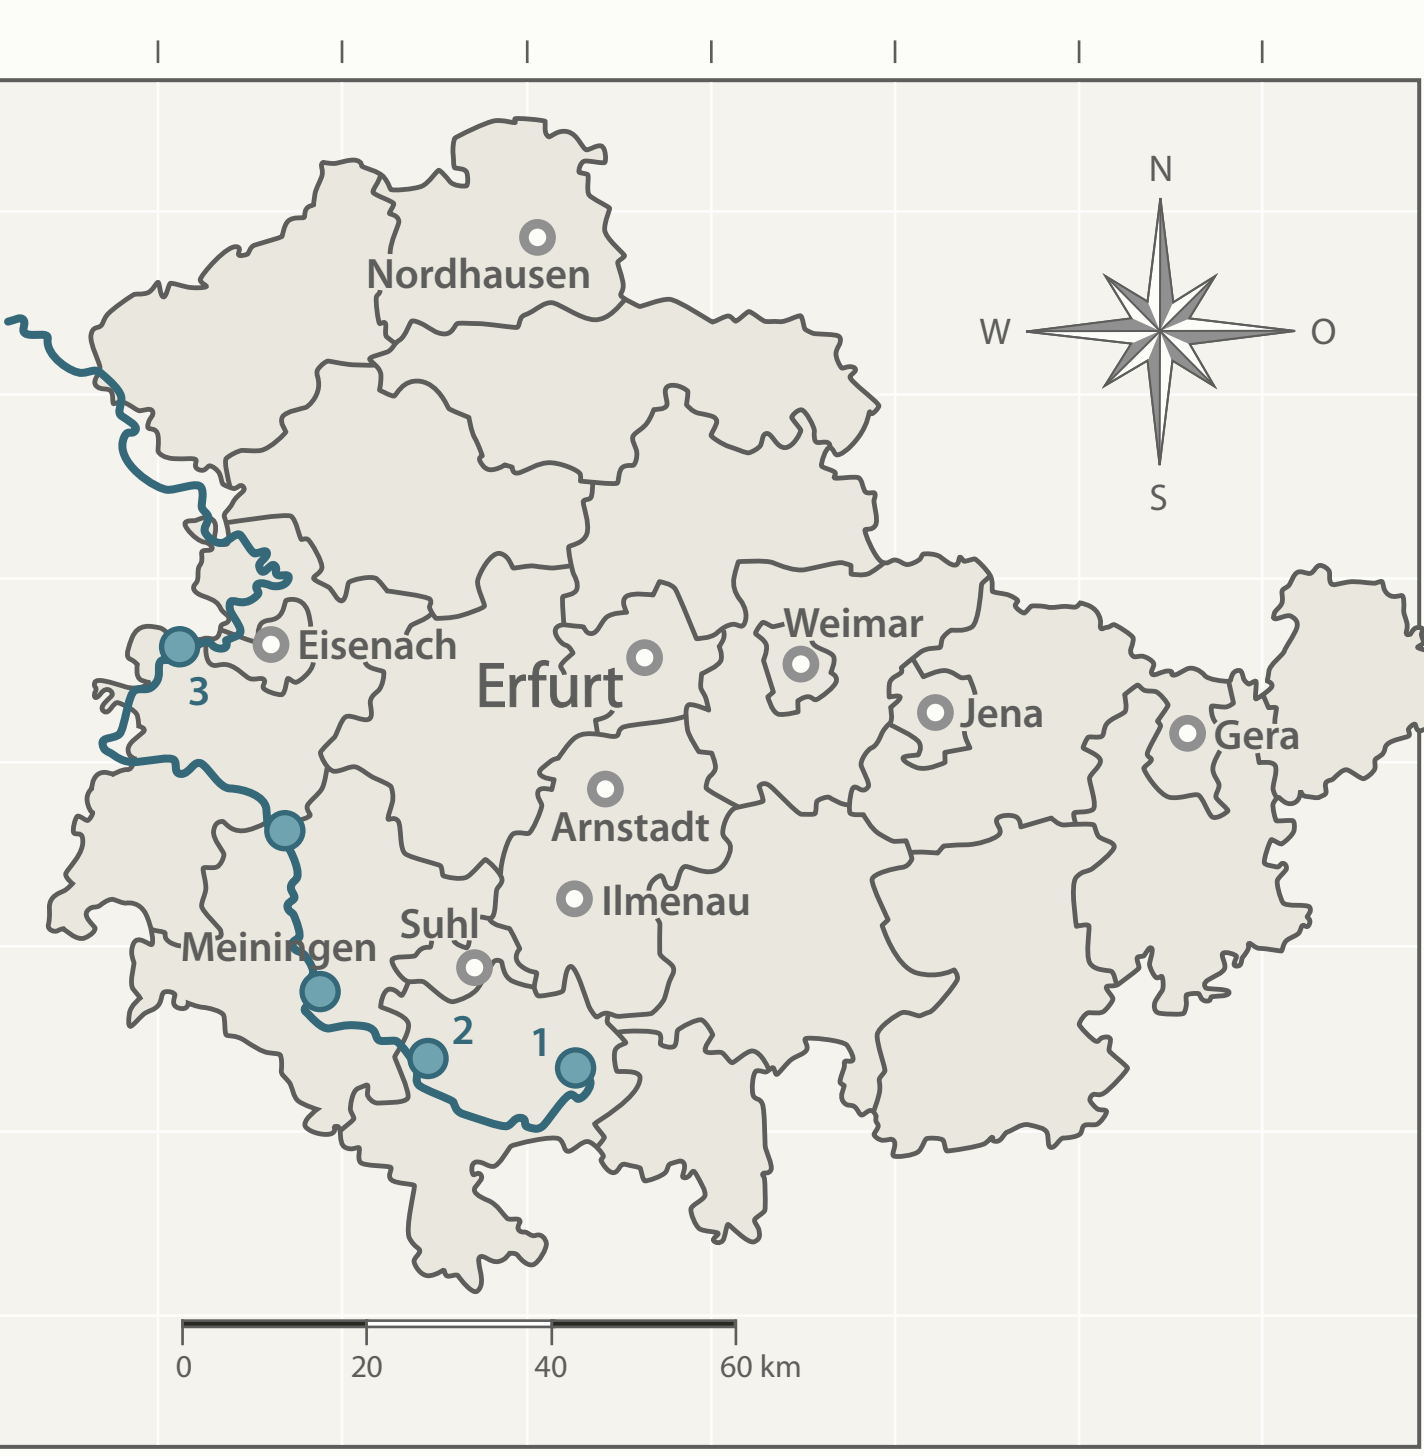 N
Nordhausen
W
O
S
Weimar
Eisenach
Erfurt
3
Jena
Gera
Arnstadt
Ilmenau
Suhl
Meiningen
2
1
0
20
40
60 km